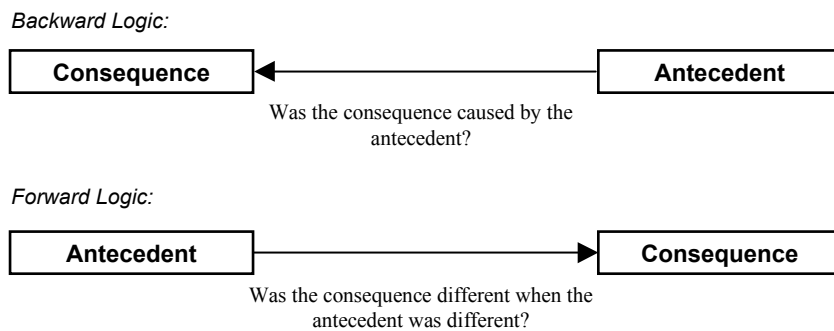 Backward Logic:
Consequence
Antecedent
Was the consequence caused by the
antecedent?
Forward Logic:
Antecedent
Consequence
Was the consequence different when the
antecedent was different?